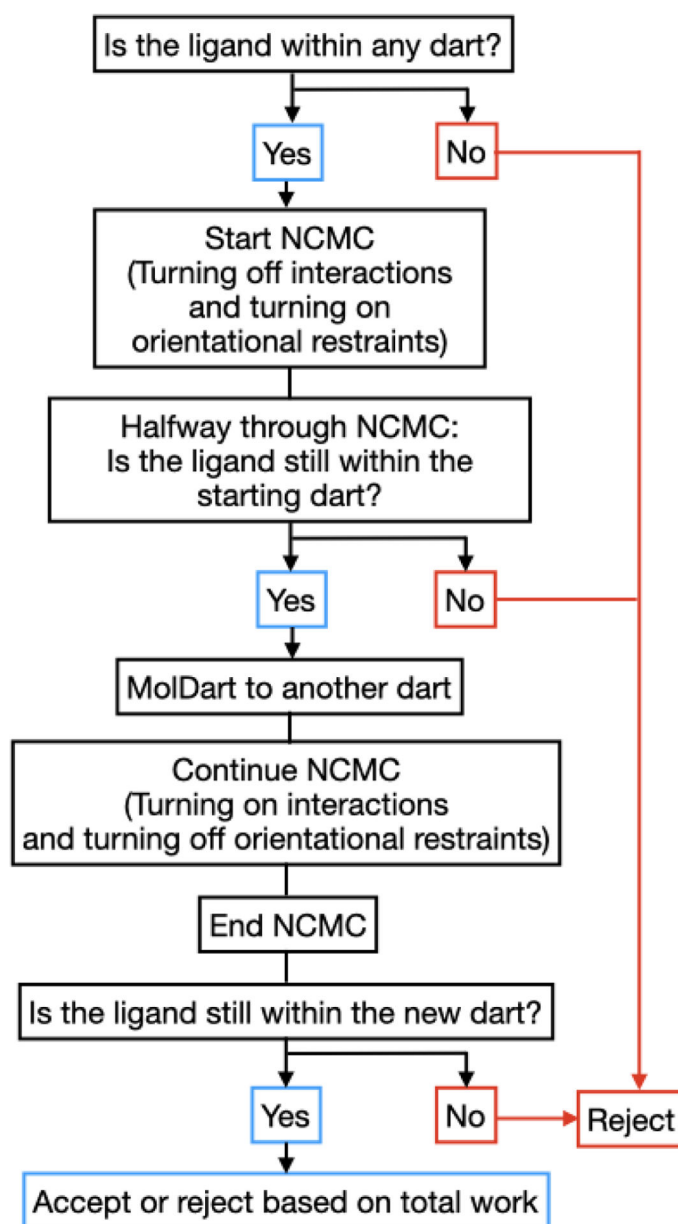 Is the ligand within any dart?
Yes
No
Start NCMC
(Turning off interactions
and turning on
orientational restraints)
Halfway through NCMC:
Is the ligand still within the
starting dart?
Yes
No
MolDart to another dart
Continue NCMC
(Turning on interactions
and turning off orientational restraints)
End NCMC
Is the ligand still within the new dart?
Yes
No
Reject
Accept or reject based on total work